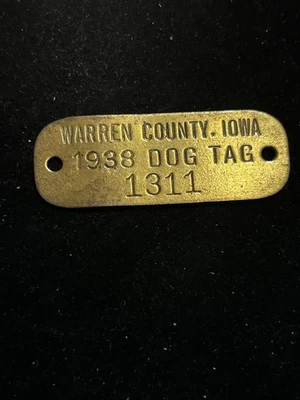 WARREN COUNTY. IOWA
1938 DOG TAG
1311